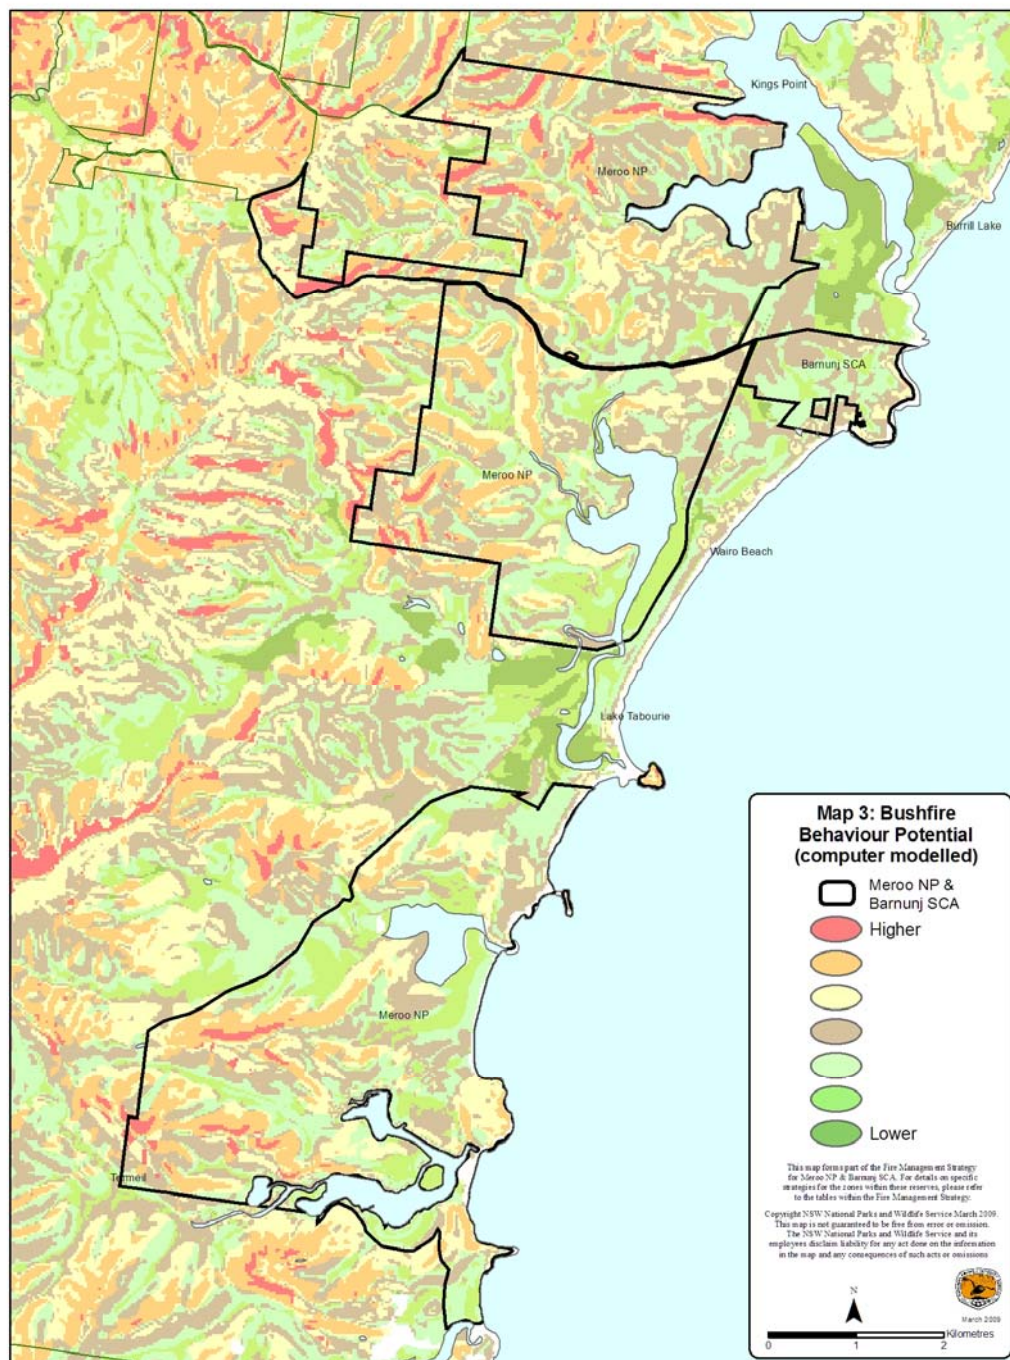 Kings Point
Meroo NP
Burrill Lake
Barnunj SCA
Meroo NP
Wairo Beach
Lake Tabourie
Meroo NP
Termeil
Map 3: Bushfire
Behaviour Potential
(computer modelled)
Meroo NP &
Barnunj SCA
Higher
Lower
This map forms part of the Fire Management Strategy
for Meroo NP & Barnunj SCA. For details on specific
strategies for the zones within these reserves, please refer
to the tables within the Fire Management Strategy.
Copyright NSW National Parks and Wildlife Service March 2009.
This map is not guaranteed to be free from error or omission.
The NSW National Parks and Wildlife Service and its
employees disclaim liability for any act done on the information
in the map and any consequences of such acts or omissions
N
March 2009
Kilometres
0 1 2